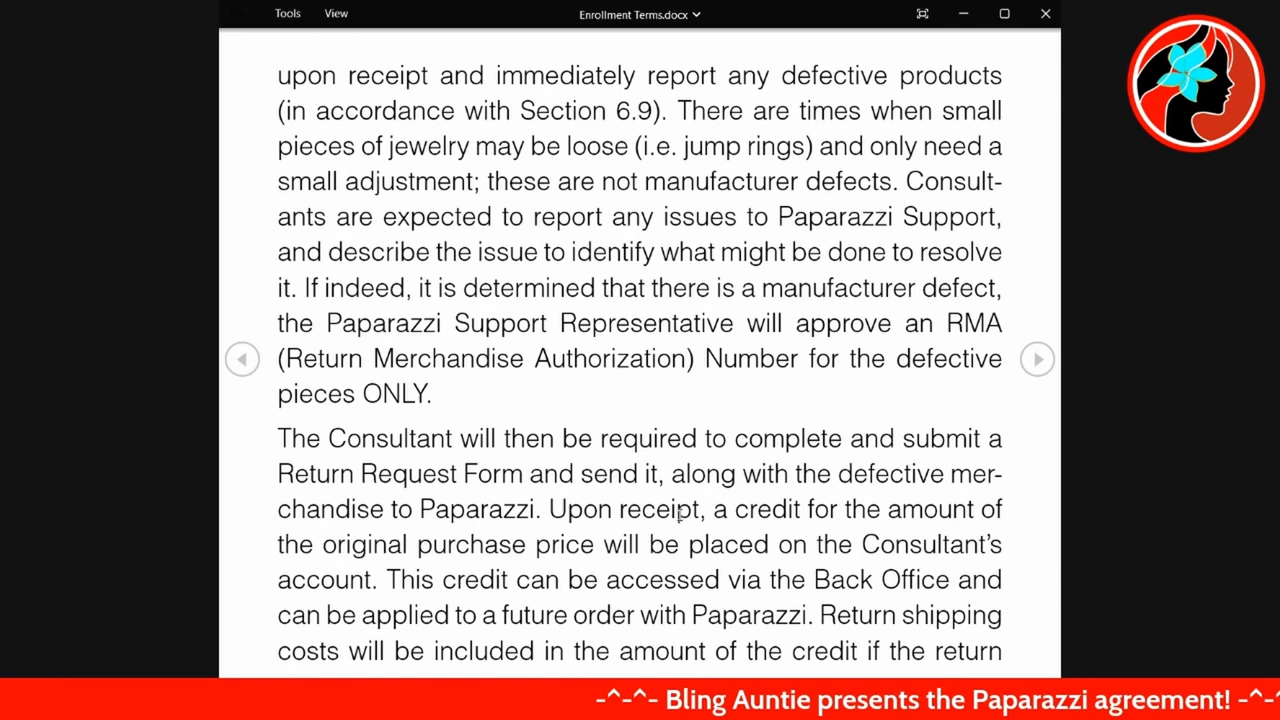 Tools View Enrollment Terms.docx
upon receipt and immediately report any defective products
(in accordance with Section 6.9). There are times when small
pieces of jewelry may be loose (i.e. jump rings) and only need a
small adjustment; these are not manufacturer defects. Consult-
ants are expected to report any issues to Paparazzi Support,
and describe the issue to identify what might be done to resolve
it. If indeed, it is determined that there is a manufacturer defect,
the Paparazzi Support Representative will approve an RMA
(Return Merchandise Authorization) Number for the defective
pieces ONLY.
The Consultant will then be required to complete and submit a
Return Request Form and send it, along with the defective mer-
chandise to Paparazzi. Upon receipt, a credit for the amount of
the original purchase price will be placed on the Consultant's
account. This credit can be accessed via the Back Office and
can be applied to a future order with Paparazzi. Return shipping
costs will be included in the amount of the credit if the return
-^-^- Bling Auntie presents the Paparazzi agreement! -^-^